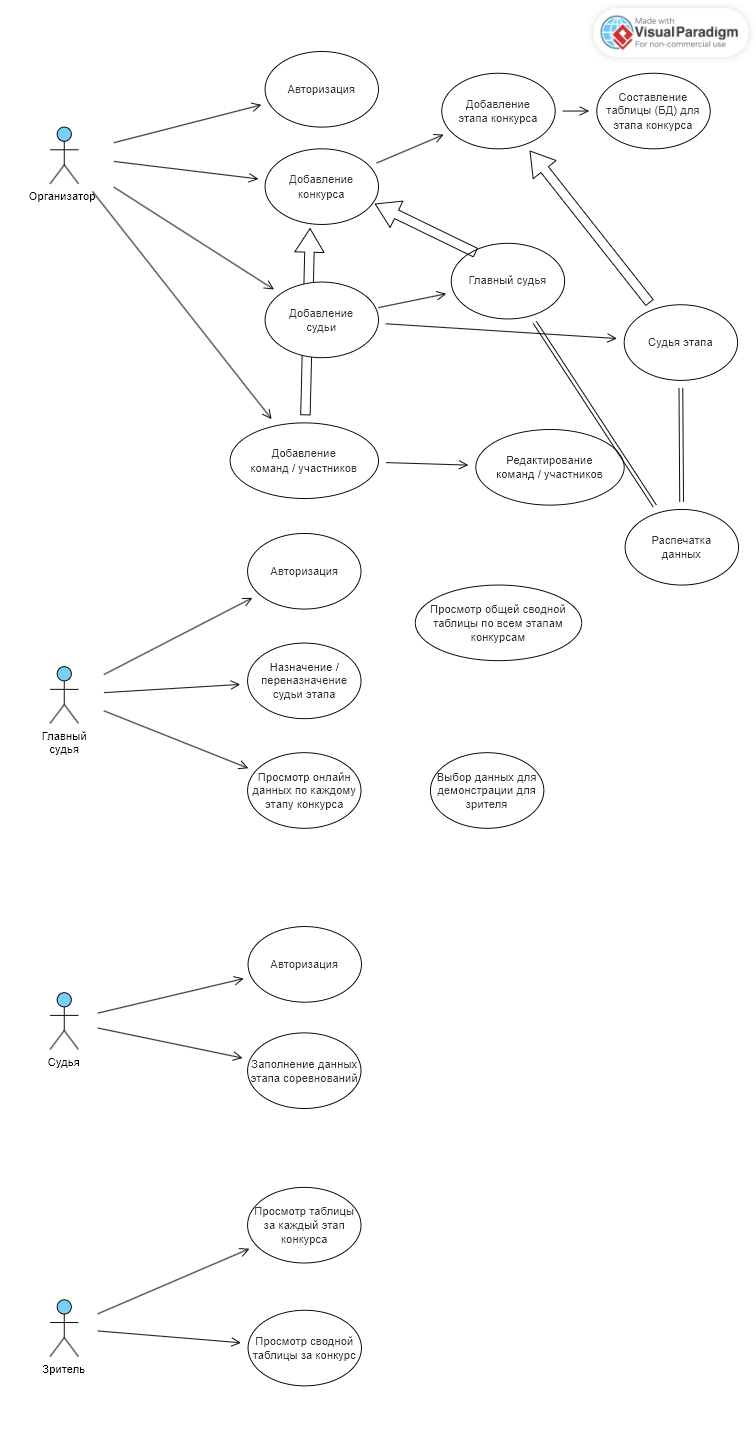 Made with
VisualParadigm
For non-commercial use
Авторизация
Добавление
этапа конкурса
Составление
таблицы (БД) для
этапа конкурса
Организатор
Добавление
конкурса
Главный судья
Добавление
судьи
Судья этапа
Добавление
команд / участников
Редактирование
команд / участников
Распечатка
данных
Авторизация
Просмотр общей сводной
таблицы по всем этапам
конкурсам
Назначение /
переназначение
судьи этапа
Главный
судья
Просмотр онлайн
данных по каждому
этапу конкурса
Выбор данных для
демонстрации для
зрителя
Авторизация
Судья
Заполнение данных
этапа соревнований
Просмотр таблицы
за каждый этап
конкурса
Зритель
Просмотр сводной
таблицы за конкурс